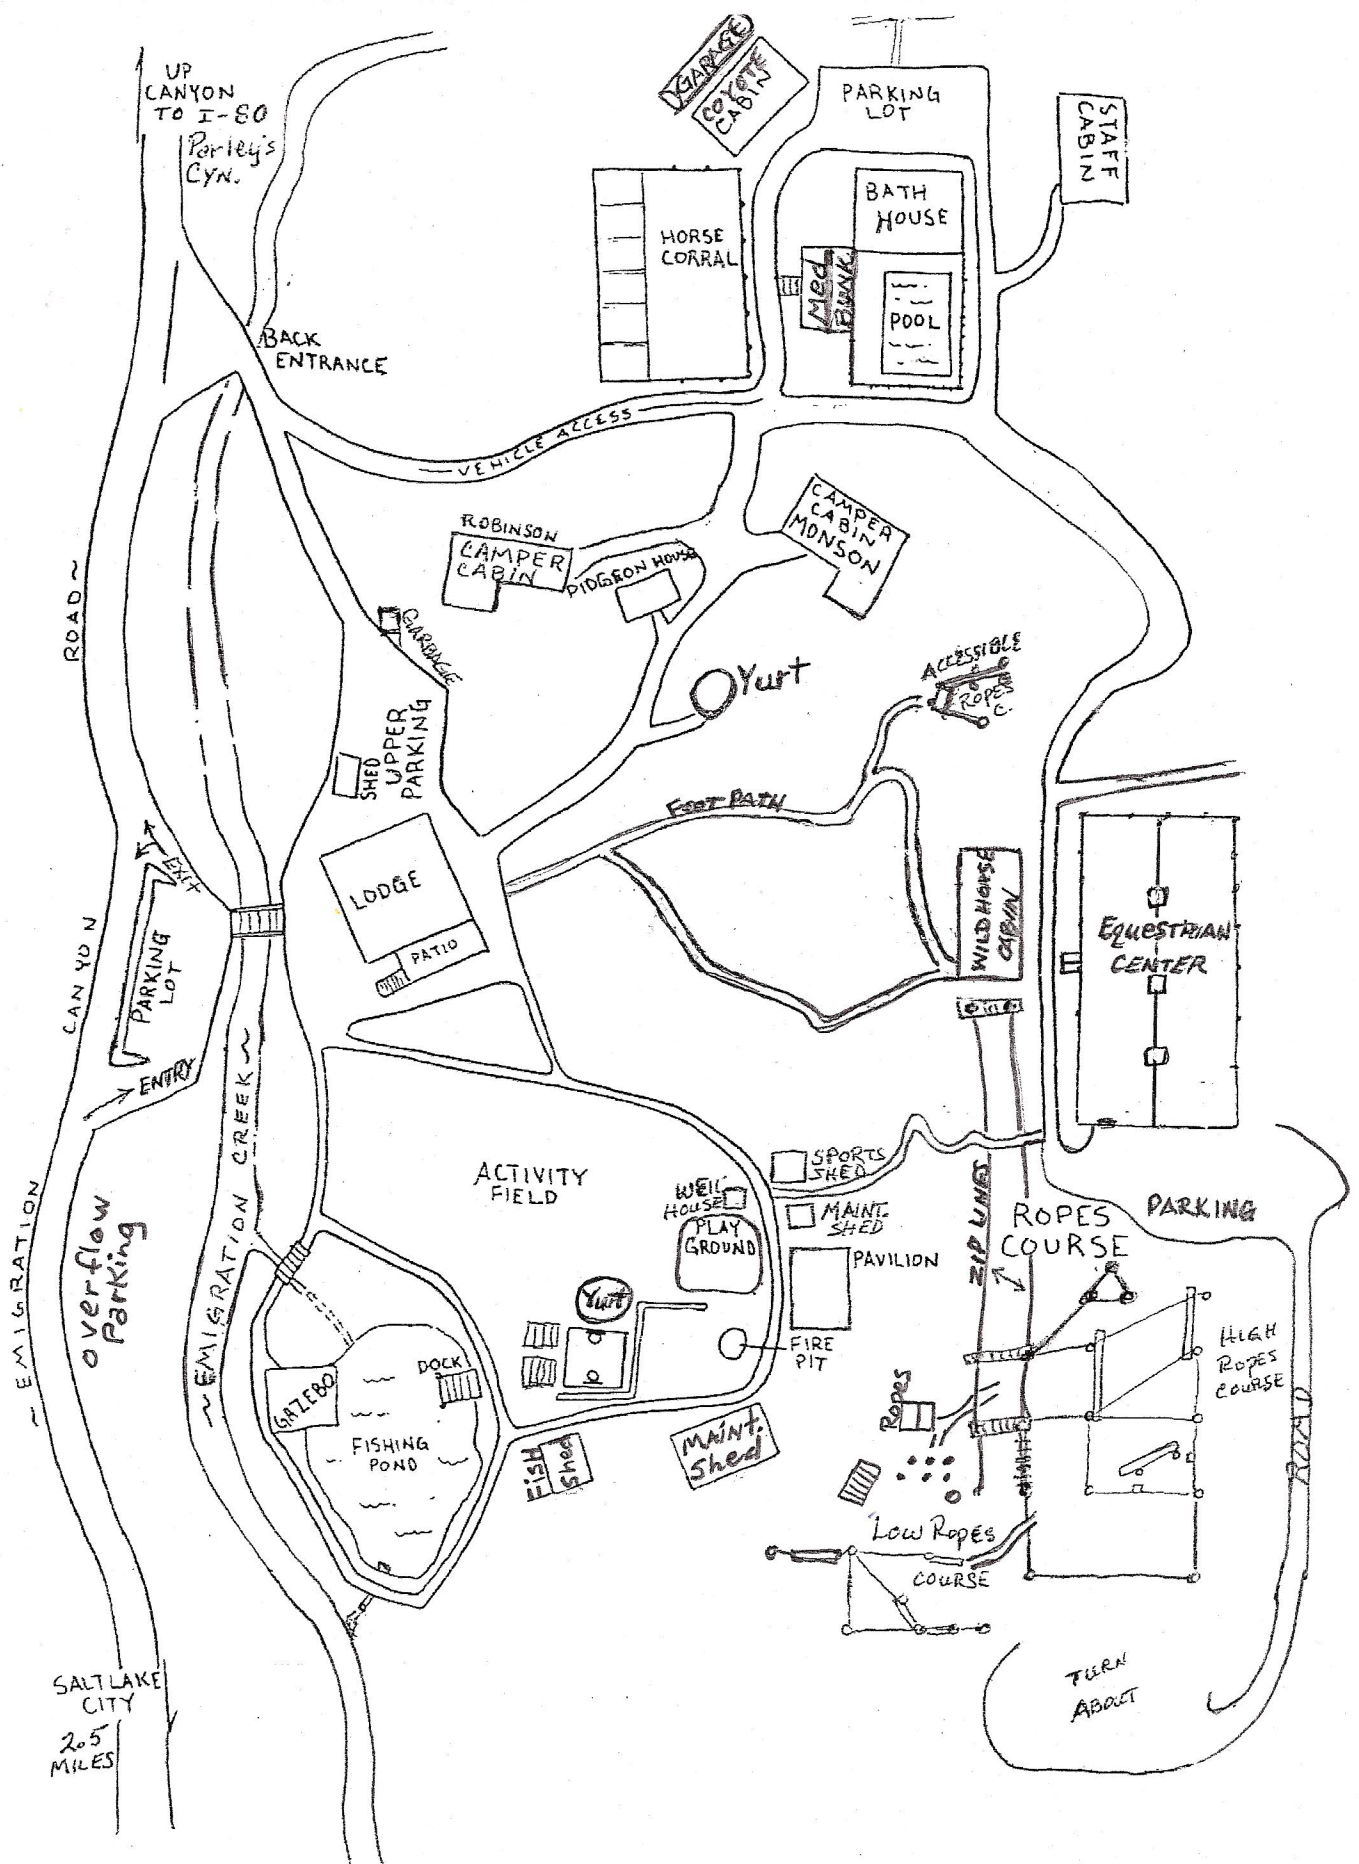 UP
CANYON
TO I-80
Parley's
CYN.
GARAGE
COYOTE
CABIN
PARKING
LOT
STAFF
CABIN
BATH
HOUSE
HORSE
CORRAL
Med
BUNK
POOL
BACK
ENTRANCE
~VEHICLE ACCESS~
ROBINSON
CAMPER
CABIN
PIDGEON HOUSE
CAMPER
CABIN
MONSON
GARBAGE
Yurt
ACCESSIBLE
ROPES
C.
UPPER
PARKING
SHED
FOOT PATH
LODGE
PATIO
EXIT
PARKING
LOT
ENTRY
WILDHORSE
CABIN
EQUESTRIAN
CENTER
~EMIGRATION CANYON ROAD~
~EMIGRATION CREEK~
overflow
Parking
ACTIVITY
FIELD
SPORTS
SHED
WELL
HOUSE
MAINT.
SHED
PLAY
GROUND
PAVILION
ZIP LINES
ROPES
COURSE
PARKING
Yurt
FIRE
PIT
DOCK
GAZEBO
FISHING
POND
HIGH
ROPES
COURSE
ROPES
ROAD
FISH
Shed
MAINT.
Shed
LOW ROPES
COURSE
TURN
ABOUT
SALT LAKE
CITY
2.5
MILES